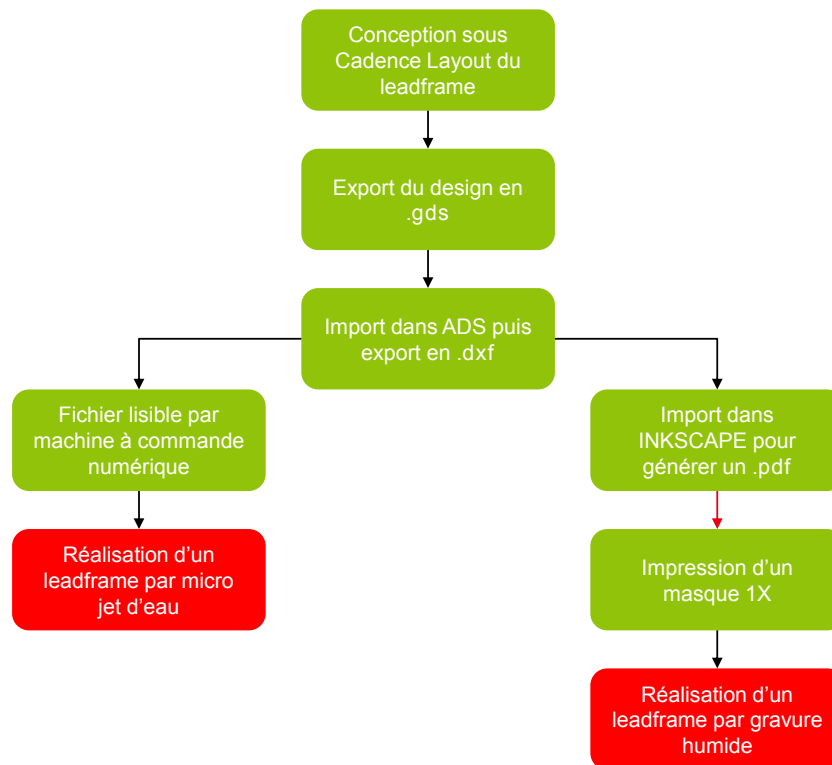 Conception sous
Cadence Layout du
leadframe
Export du design en
.gds
Import dans ADS puis
export en .dxf
Fichier lisible par
machine à commande
numérique
Import dans
INKSCAPE pour
générer un .pdf
Réalisation d'un
leadframe par micro
jet d'eau
Impression d'un
masque 1X
Réalisation d'un
leadframe par gravure
humide